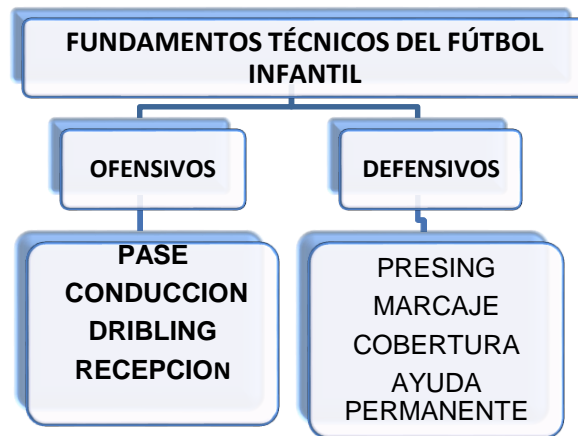 FUNDAMENTOS TÉCNICOS DEL FÚTBOL
INFANTIL
OFENSIVOS
DEFENSIVOS
PASE
CONDUCCION
DRIBLING
RECEPCION
PRESING
MARCAJE
COBERTURA
AYUDA
PERMANENTE